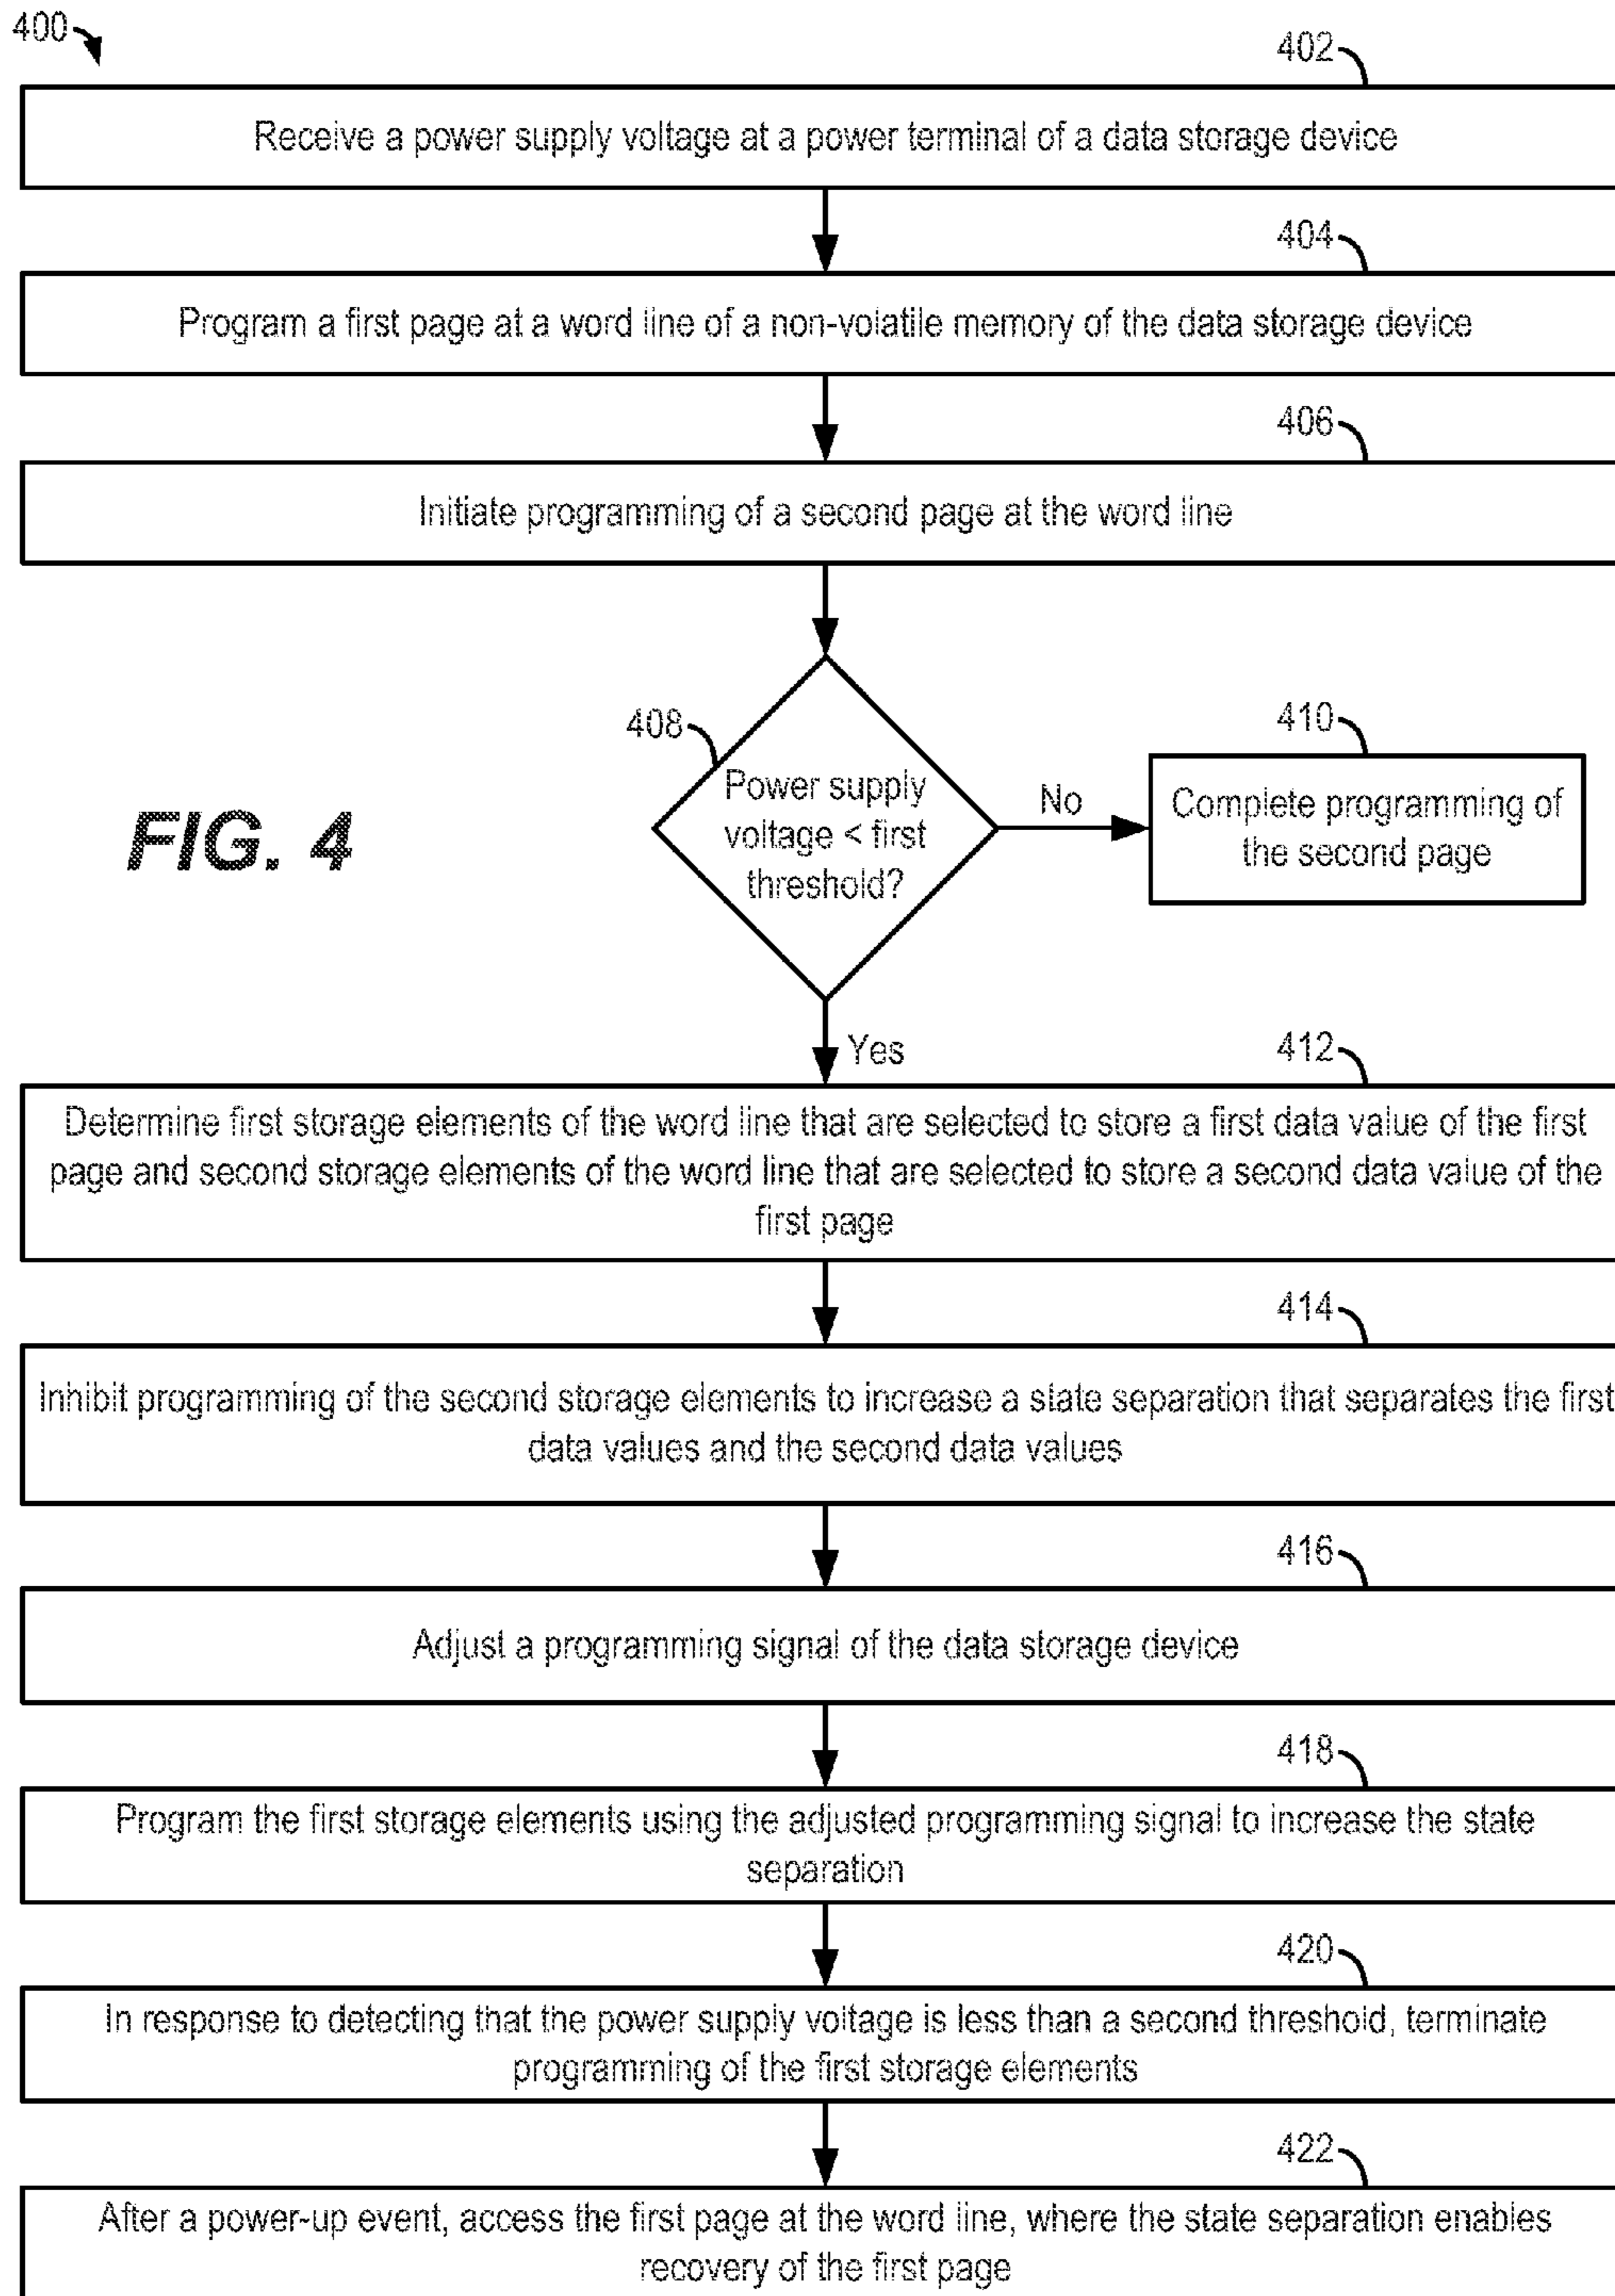 400
402
Receive a power supply voltage at a power terminal of a data storage device
404
Program a first page at a word line of a non-volatile memory of the data storage device
406
Initiate programming of a second page at the word line
408
Power supply
voltage < first
threshold?
No
410
Complete programming of
the second page
FIG. 4
Yes
412
Determine first storage elements of the word line that are selected to store a first data value of the first
page and second storage elements of the word line that are selected to store a second data value of the
first page
414
Inhibit programming of the second storage elements to increase a state separation that separates the first
data values and the second data values
416
Adjust a programming signal of the data storage device
418
Program the first storage elements using the adjusted programming signal to increase the state
separation
420
In response to detecting that the power supply voltage is less than a second threshold, terminate
programming of the first storage elements
422
After a power-up event, access the first page at the word line, where the state separation enables
recovery of the first page